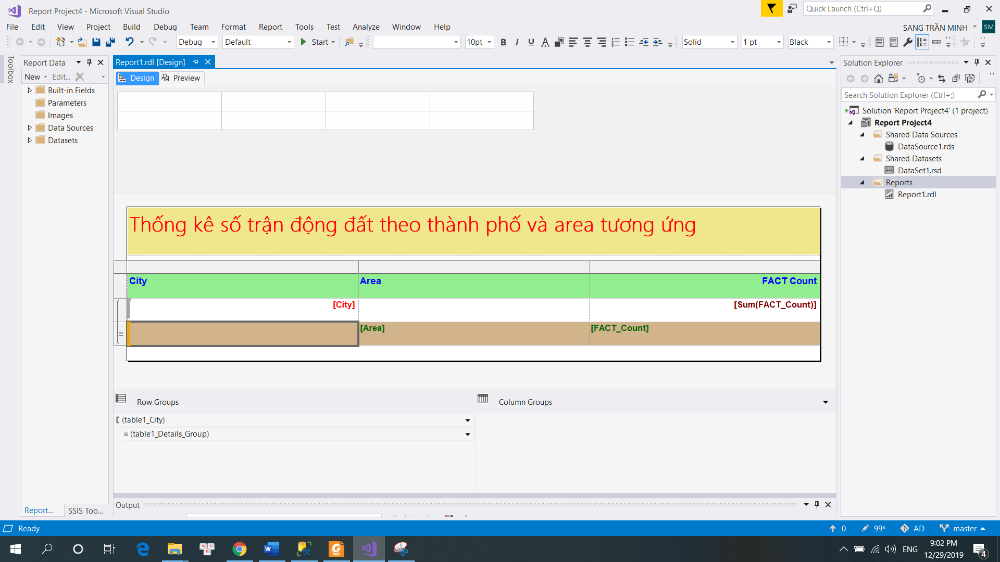 Report Project4 - Microsoft Visual Studio
Quick Launch (Ctrl+Q)
File Edit View Project Build Debug Team Format Report Tools Test Analyze Window Help
SANG TRẦN MINH SM
Debug Default Start 10pt B I U A Solid 1 pt Black
Toolbox
Report Data
New Edit...
Built-in Fields
Parameters
Images
Data Sources
Datasets
Report... SSIS Too...
Report1.rdl [Design]
Design Preview
Thống kê số trận động đất theo thành phố và area tương ứng
City Area FACT Count
[City] [Sum(FACT_Count)]
[Area] [FACT_Count]
Row Groups
(table1_City)
(table1_Details_Group)
Column Groups
Output
Solution Explorer
Search Solution Explorer (Ctrl+;)
Solution 'Report Project4' (1 project)
Report Project4
Shared Data Sources
DataSource1.rds
Shared Datasets
DataSet1.rsd
Reports
Report1.rdl
Ready 0 99* AD master
ENG
9:02 PM
12/29/2019
4